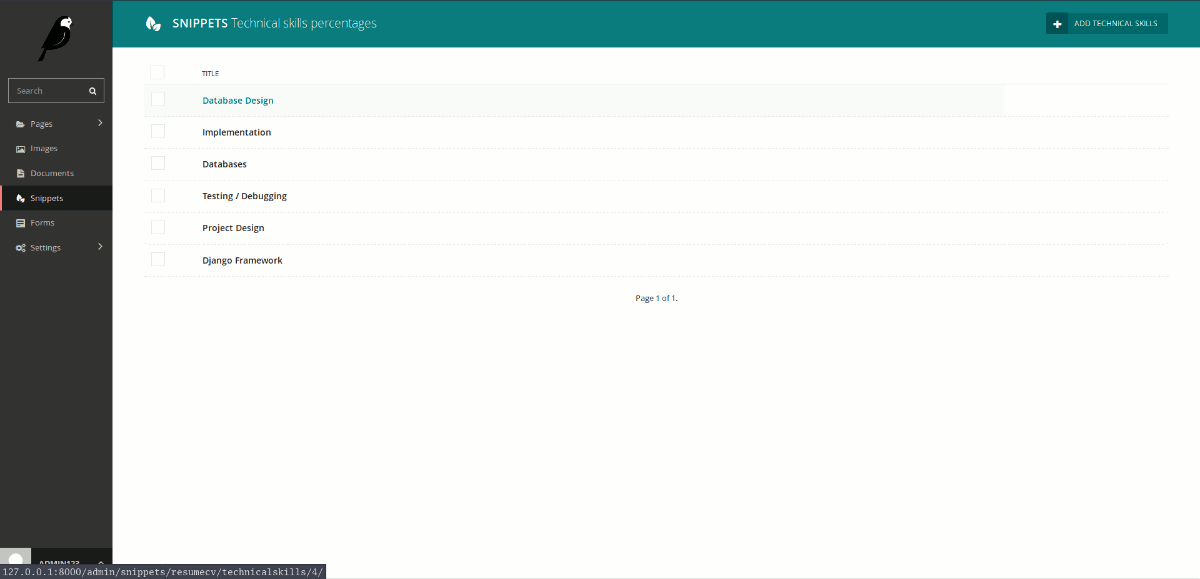 SNIPPETS Technical skills percentages
ADD TECHNICAL SKILLS
Search
Pages
Images
Documents
Snippets
Forms
Settings
TITLE
Database Design
Implementation
Databases
Testing / Debugging
Project Design
Django Framework
Page 1 of 1.
ADMIN123
127.0.0.1:8000/admin/snippets/resumecv/technicalskills/4/